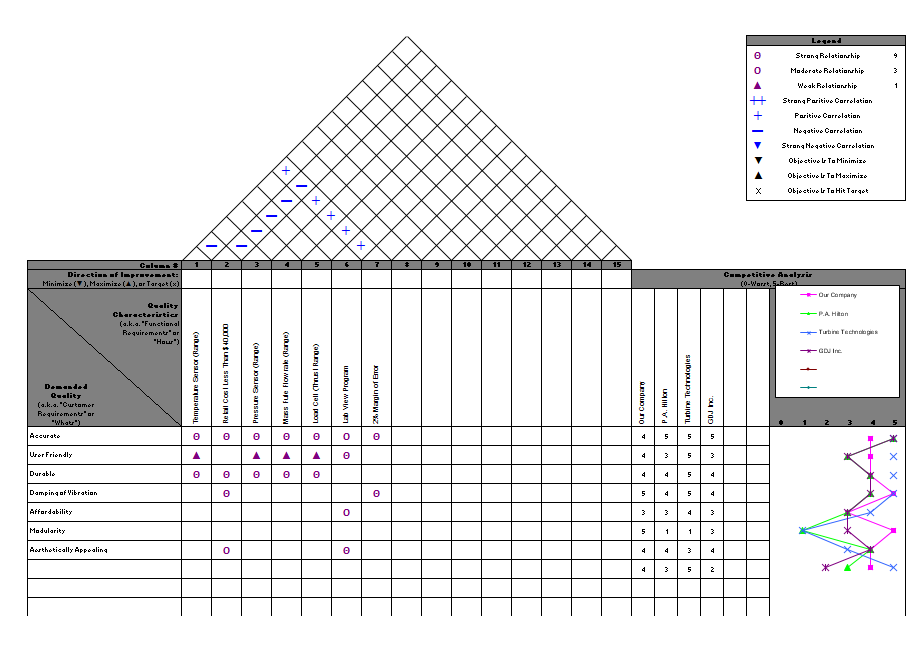 Legend
Θ Strong Relationship 9
O Moderate Relationship 3
▲ Weak Relationship 1
++ Strong Positive Correlation
+ Positive Correlation
— Negative Correlation
▼ Strong Negative Correlation
▼ Objective Is To Minimize
▲ Objective Is To Maximize
X Objective Is To Hit Target
Column # 1 2 3 4 5 6 7 8 9 10 11 12 13 14 15
Direction of Improvement:
Minimize (▼), Maximize (▲), or Target (x)
Competitive Analysis
(0=Worst, 5=Best)
Quality
Characteristics
(a.k.a. "Functional
Requirements" or
"Hows")
Demanded
Quality
(a.k.a. "Customer
Requirements" or
"Whats")
Temperature Sensor (Range)
Retail Cost Less Than $40,000
Pressure Sensor (Range)
Mass Fule Flow rate (Range)
Load Cell (Thrust Range)
Lab View Program
2% Margin of Error
Our Company
P.A. Hilton
Turbine Technologies
GDJ Inc.
Our Company
P.A. Hilton
Turbine Technologies
GDJ Inc.
0 1 2 3 4 5
Accurate Θ Θ Θ Θ Θ O Θ 4 5 5 5
User Friendly ▲ ▲ ▲ ▲ Θ 4 3 5 3
Durable Θ Θ Θ Θ Θ 4 4 5 4
Damping of Vibration Θ Θ 5 4 5 4
Affordability O 3 3 4 3
Modularity 5 1 1 3
Aesthetically Appealing O Θ 4 4 3 4
4 3 5 2